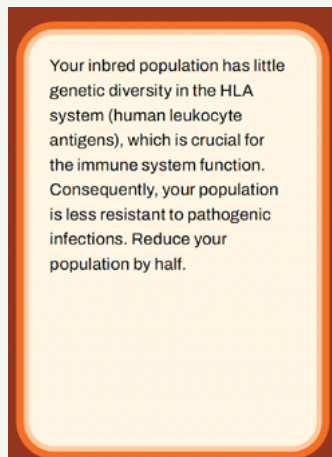 Your inbred population has little
genetic diversity in the HLA
system (human leukocyte
antigens), which is crucial for
the immune system function.
Consequently, your population
is less resistant to pathogenic
infections. Reduce your
population by half.